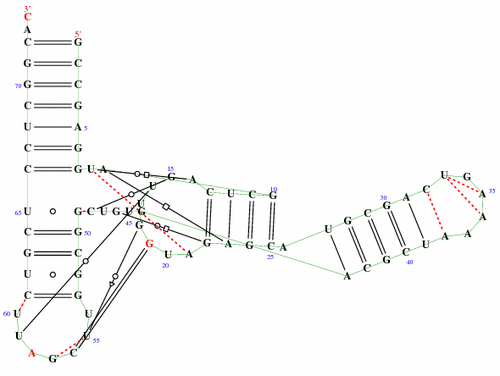 3'
C
A
5'
C G
G C
G C
70
C G
U A 5
C G
C G U A
15
U G A C U C G
10
30
U G C G A C U G A
35
A
A
A U C G C A
40
65 U G C U G U U
45
G
C G 50
G
G C
G
U A G A G C A
20 25
U G
C G
60 U U
U U 55
A G C